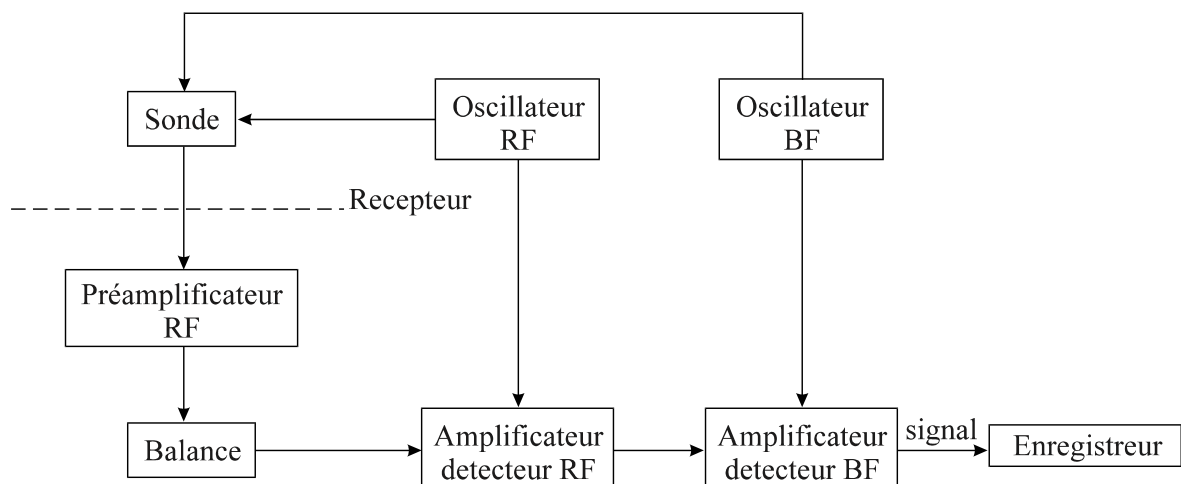 Sonde
Oscillateur
RF
Oscillateur
BF
Recepteur
Préamplificateur
RF
Balance
Amplificateur
detecteur RF
Amplificateur
detecteur BF
signal
Enregistreur